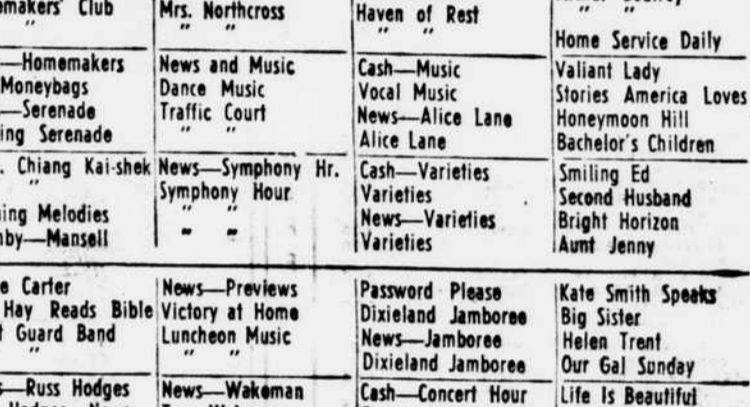 Club Mrs. Northcross Haven of Rest
" " " " " " "
Home Service Daily
—Homemakers News and Music Cash—Music Valiant Lady
Moneybags Dance Music Vocal Music Stories America Loves
—Serenade Traffic Court News—Alice Lane Honeymoon Hill
Serenade " " Alice Lane Bachelor's Children
Chiang Kai-shek News—Symphony Hr. Cash—Varieties Smiling Ed
" Symphony Hour Varieties Second Husband
Melodies " " News—Varieties Bright Horizon
—Mansell " " Varieties Aunt Jenny
Carter News—Previews Password Please Kate Smith Speaks
Hay Reads Bible Victory at Home Dixieland Jamboree Big Sister
Guard Band Luncheon Music News—Jamboree Helen Trent
" " " Dixieland Jamboree Our Gal Sunday
—Russ Hodges News—Wakeman Cash—Concert Hour Life Is Beautiful